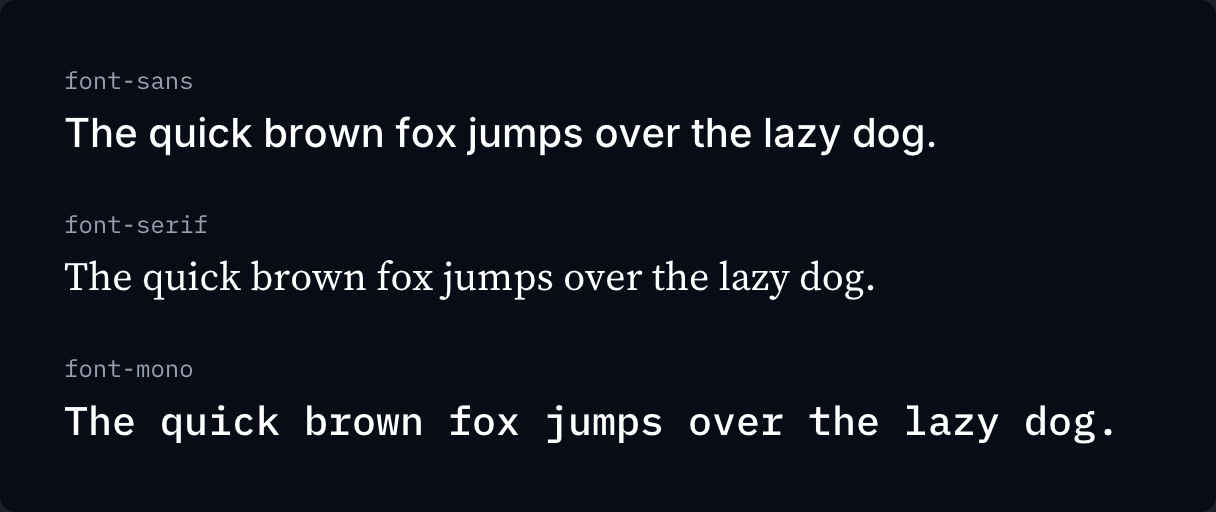 font-sans
The quick brown fox jumps over the lazy dog.
font-serif
The quick brown fox jumps over the lazy dog.
font-mono
The quick brown fox jumps over the lazy dog.